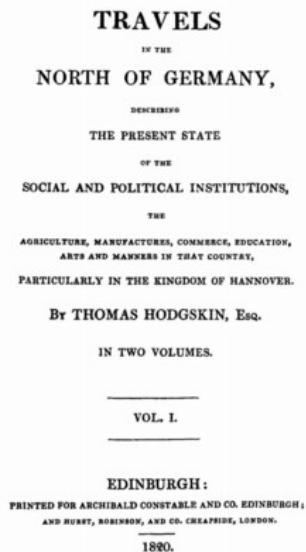 TRAVELS
IN THE
NORTH OF GERMANY,
DESCRIBING
THE PRESENT STATE
OF THE
SOCIAL AND POLITICAL INSTITUTIONS,
THE
AGRICULTURE, MANUFACTURES, COMMERCE, EDUCATION,
ARTS AND MANNERS IN THAT COUNTRY,
PARTICULARLY IN THE KINGDOM OF HANNOVER.
BY THOMAS HODGSKIN, ESQ.
IN TWO VOLUMES.
VOL. I.
EDINBURGH:
PRINTED FOR ARCHIBALD CONSTABLE AND CO. EDINBURGH;
AND HURST, ROBINSON, AND CO. CHEAPSIDE, LONDON.
1820.